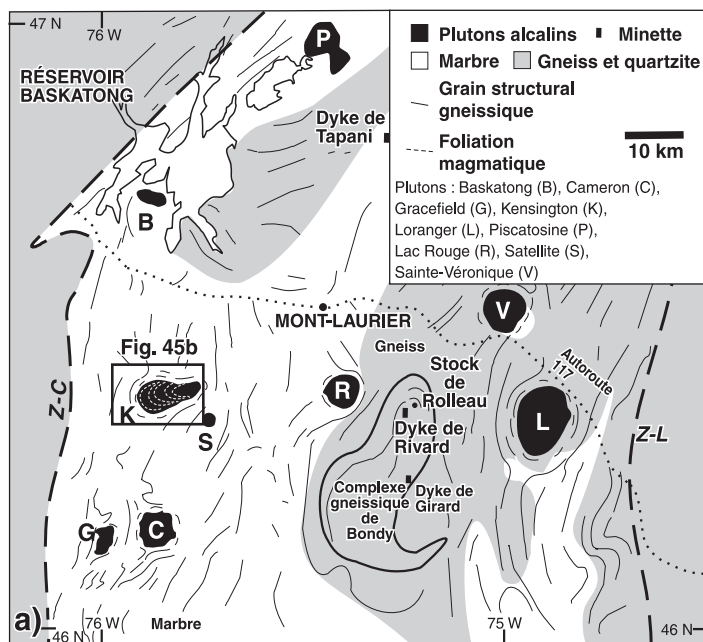 47 N
76 W
P
RÉSERVOIR
BASKATONG
Dyke de
Tapani
B
Plutons alcalins
Minette
Marbre
Gneiss et quartzite
Grain structural
gneissique
Foliation
magmatique
10 km
Plutons : Baskatong (B), Cameron (C),
Gracefield (G), Kensington (K),
Loranger (L), Piscatosine (P),
Lac Rouge (R), Satellite (S),
Sainte-Véronique (V)
MONT-LAURIER
V
Fig. 45b
Gneiss
Autoroute
117
Z-C
K
S
R
Stock
de
Rolleau
L
Z-L
Dyke de
Rivard
Complexe
gneissique
de
Bondy
Dyke de
Girard
G
C
a)
76 W
46 N
Marbre
75 W
46 N